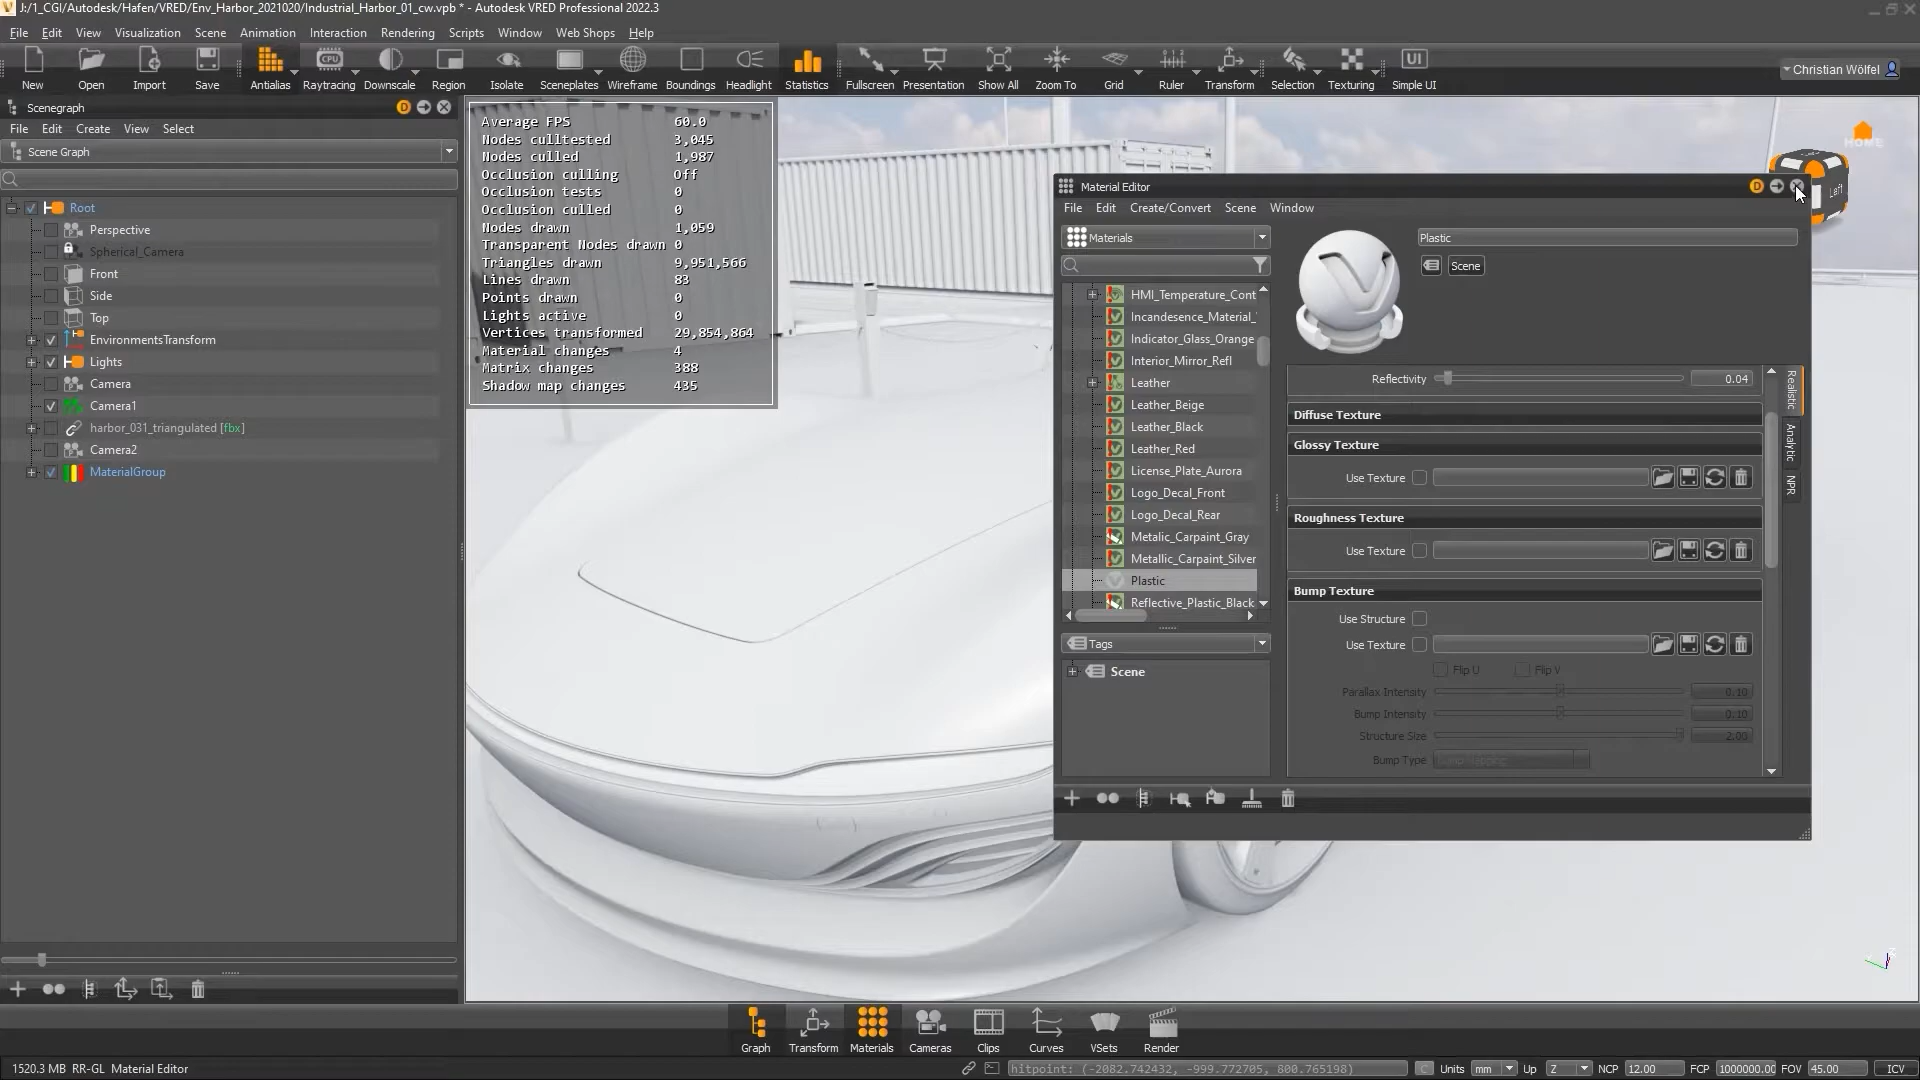 J:/1_CGI/Autodesk/Hafen/VRED/Env_Harbor_2021020/Industrial_Harbor_01_cw.vpb * - Autodesk VRED Professional 2022.3
File Edit View Visualization Scene Animation Interaction Rendering Scripts Window Web Shops Help
New Open Import Save Antialias Raytracing Downscale Region Isolate Sceneplates Wireframe Boundings Headlight Statistics Fullscreen Presentation Show All Zoom To Grid Ruler Transform Selection Texturing Simple UI
CPU
UI
Christian Wölfel
Scenegraph
D
File Edit Create View Select
Scene Graph
Root
Perspective
Spherical_Camera
Front
Side
Top
EnvironmentsTransform
Lights
Camera
Camera1
harbor_031_triangulated [fbx]
Camera2
MaterialGroup
Average FPS 60.0
Nodes culltested 3,045
Nodes culled 1,987
Occlusion culling Off
Occlusion tests 0
Occlusion culled 0
Nodes drawn 1,059
Transparent Nodes drawn 0
Triangles drawn 9,951,566
Lines drawn 83
Points drawn 0
Lights active 0
Vertices transformed 29,854,864
Material changes 4
Matrix changes 388
Shadow map changes 435
HOME
Left
Material Editor
D
File Edit Create/Convert Scene Window
Materials
HMI_Temperature_Cont
Incandesence_Material_
Indicator_Glass_Orange
Interior_Mirror_Refl
Leather
Leather_Beige
Leather_Black
Leather_Red
License_Plate_Aurora
Logo_Decal_Front
Logo_Decal_Rear
Metalic_Carpaint_Gray
Metallic_Carpaint_Silver
Plastic
Reflective_Plastic_Black
Tags
Scene
Plastic
Scene
Reflectivity 0.04
Diffuse Texture
Glossy Texture
Use Texture
Roughness Texture
Use Texture
Bump Texture
Use Structure
Use Texture
Flip U Flip V
Parallax Intensity 0.10
Bump Intensity 0.10
Structure Size 2.00
Bump Type Bump Mapping
Realistic
Analytic
NPR
Graph Transform Materials Cameras Clips Curves VSets Render
1520.3 MB RR-GL Material Editor
hitpoint: (-2082.742432, -999.772705, 800.765198)
C Units mm Up Z NCP 12.00 FCP 1000000.00 FOV 45.00 ICV